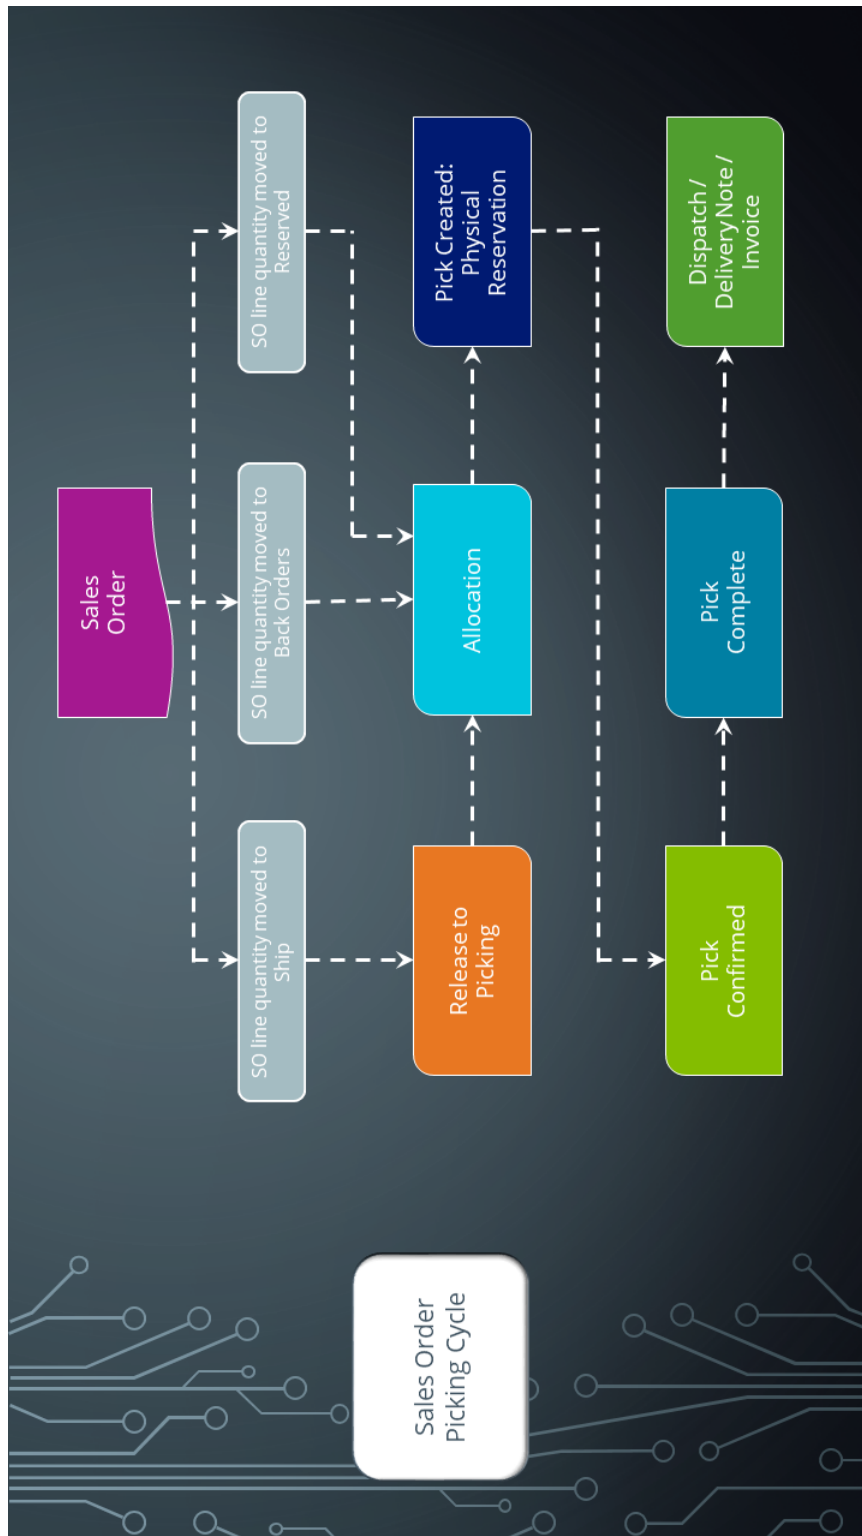 Sales Order
Picking Cycle
Sales
Order
SO line quantity moved to
Ship
SO line quantity moved to
Back Orders
SO line quantity moved to
Reserved
Release to
Picking
Allocation
Pick Created:
Physical
Reservation
Pick
Confirmed
Pick
Complete
Dispatch /
Delivery Note /
Invoice